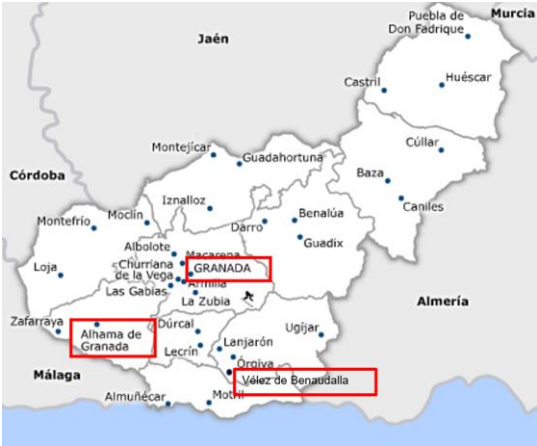 Puebla de
Don Fadrique
Murcia
Jaén
Castril
Huéscar
Montejícar
Guadahortuna
Cúllar
Córdoba
Baza
Iznalloz
Caniles
Moclín
Montefrío
Darro
Benalúa
Guadix
Albolote
Macarena
Churriana
de la Vega
GRANADA
Loja
Las Gabias
Armilla
La Zubia
Almería
Zafarraya
Alhama de
Granada
Dúrcal
Ugíjar
Lecrín
Lanjarón
Órgiva
Málaga
Vélez de Benaudalla
Almuñécar
Motril